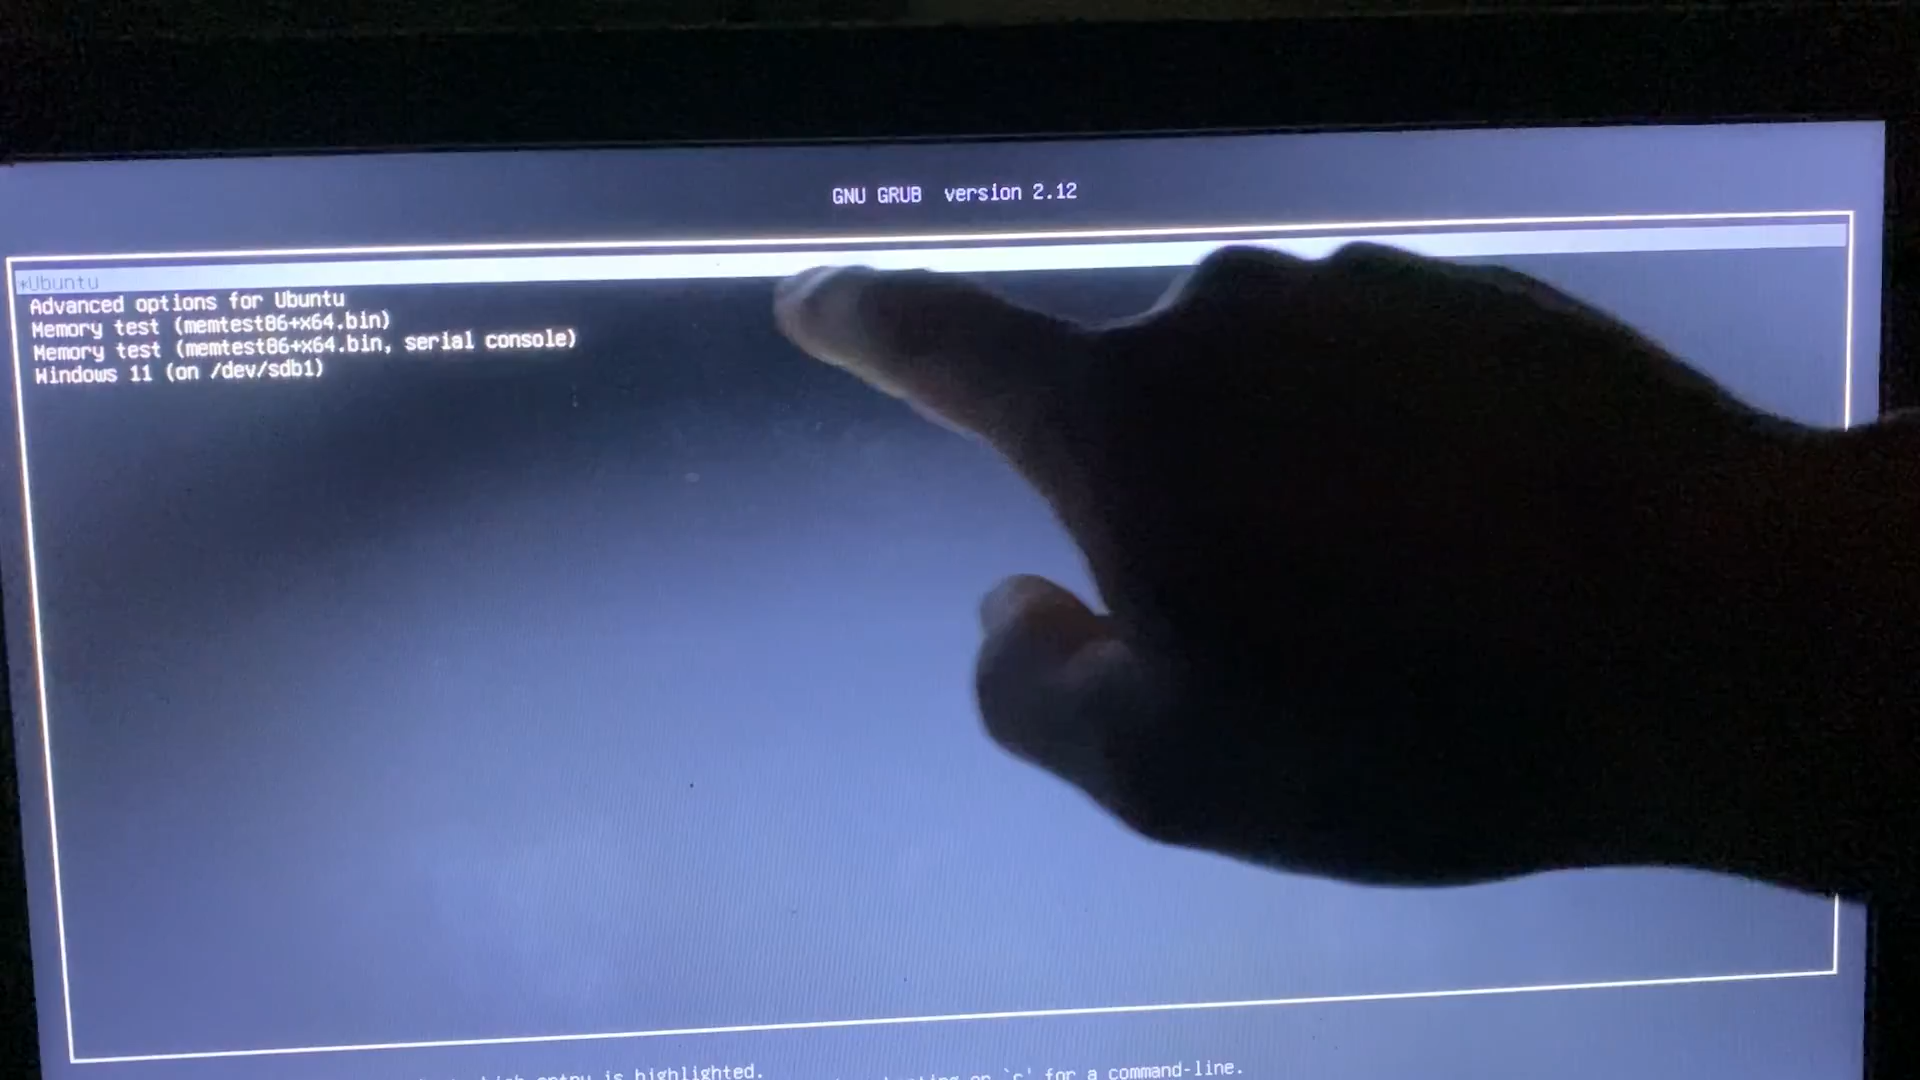 GNU GRUB version 2.12
*Ubuntu
Advanced options for Ubuntu
Memory test (memtest86+x64.bin)
Memory test (memtest86+x64.bin, serial console)
Windows 11 (on /dev/sdb1)
entry is highlighted.
`c' for a command-line.